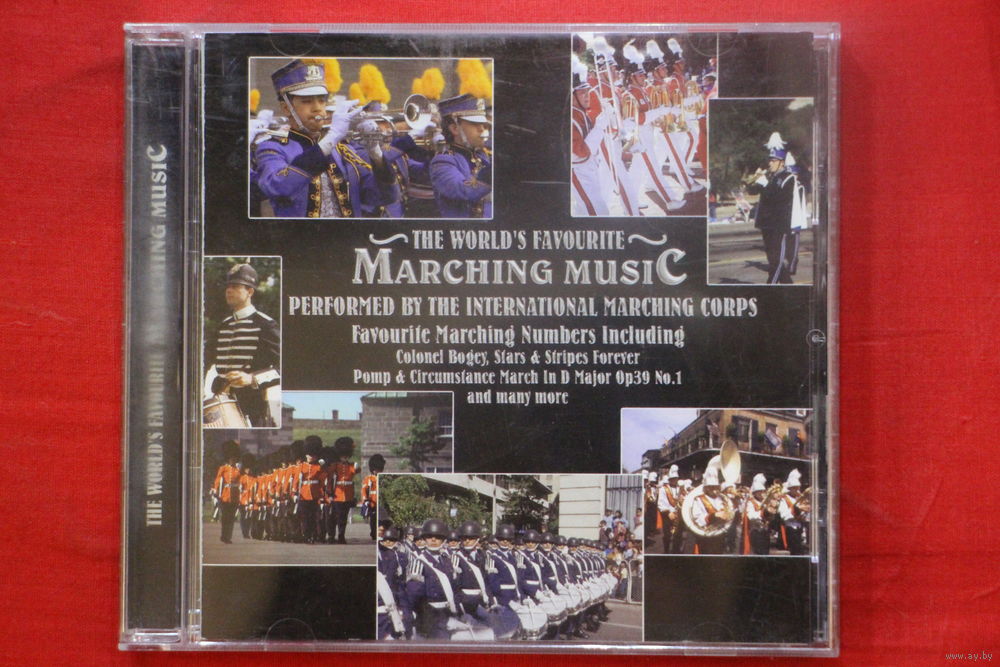 THE WORLD'S FAVOURITE MARCHING MUSIC
THE WORLD'S FAVOURITE
MARCHING MUSIC
PERFORMED BY THE INTERNATIONAL MARCHING CORPS
Favourite Marching Numbers Including
Colonel Bogey, Stars & Stripes Forever
Pomp & Circumstance March In D Major Op39 No.1
and many more
www.ay.by